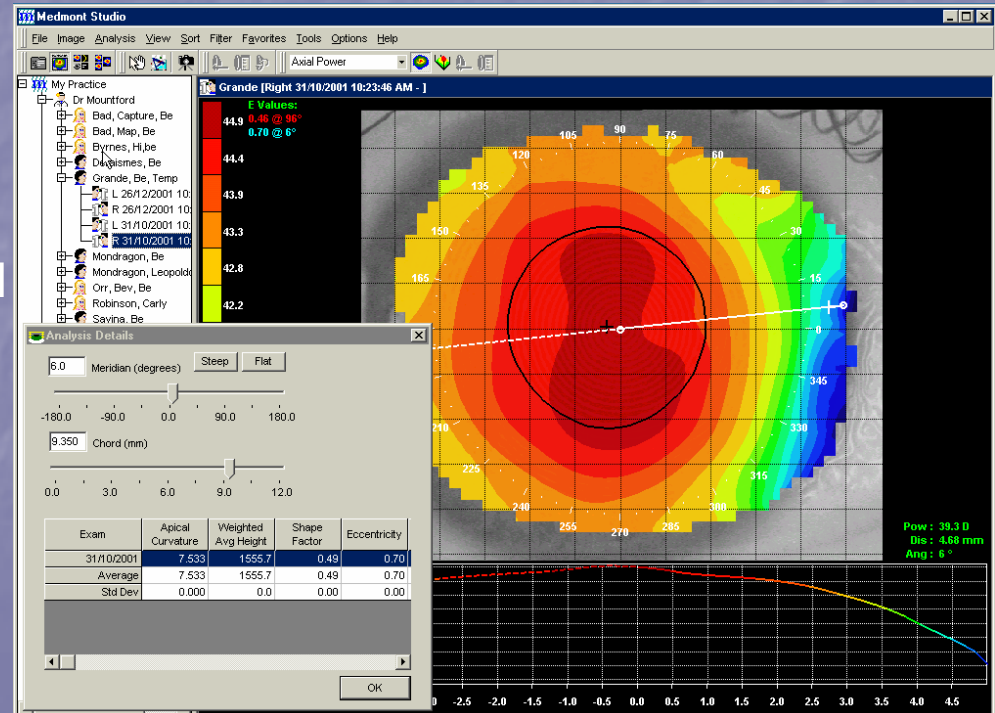 Medmont Studio
File Image Analysis View Sort Filter Favorites Tools Options Help
Axial Power
My Practice
Dr Mountford
Bad, Capture, Be
Bad, Map, Be
Byrnes, Hi,be
Grande, Be, Temp
L 26/12/2001 10:
R 26/12/2001 10:
L 31/10/2001 10:
R 31/10/2001 10:
Mondragon, Be
Mondragon, Leopoldo
Orr, Bev, Be
Robinson, Carly
Savina, Be
Grande [Right 31/10/2001 10:23:46 AM - ]
E Values:
0.46 @ 96°
0.70 @ 6°
44.9
44.4
43.9
43.3
42.8
42.2
105 90 75
120 60
135 45
150 30
165 15
0
345
210 330
225 315
240 300
255 270 285
Pow : 39.3 D
Dis : 4.68 mm
Ang : 6 °
0 -2.5 -2.0 -1.5 -1.0 -0.5 0.0 0.5 1.0 1.5 2.0 2.5 3.0 3.5 4.0 4.5
Analysis Details
6.0 Meridian (degrees) Steep Flat
-180.0 -90.0 0.0 90.0 180.0
9.350 Chord (mm)
0.0 3.0 6.0 9.0 12.0
Exam Apical Curvature Weighted Avg Height Shape Factor Eccentricity
31/10/2001 7.533 1555.7 0.49 0.70
Average 7.533 1555.7 0.49 0.70
Std Dev 0.000 0.0 0.00 0.00
OK